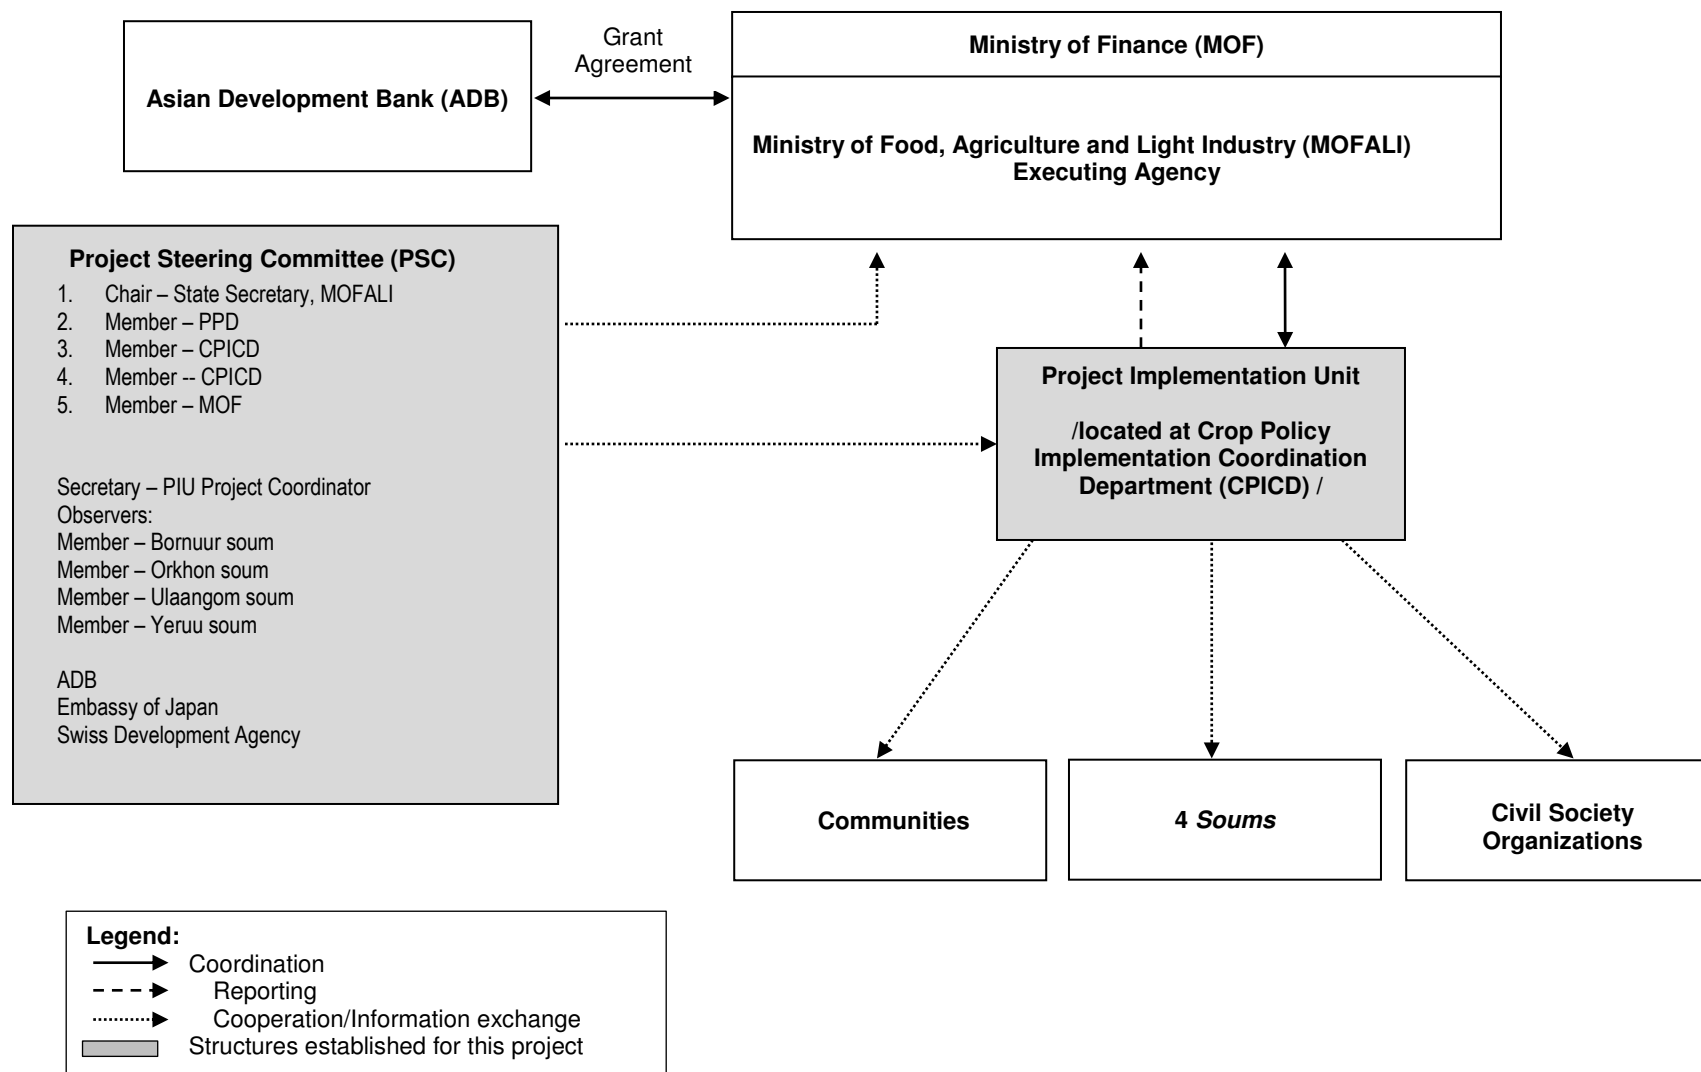 Grant
Agreement
Asian Development Bank (ADB)
Ministry of Finance (MOF)
Ministry of Food, Agriculture and Light Industry (MOFALI)
Executing Agency
Project Steering Committee (PSC)
1. Chair – State Secretary, MOFALI
2. Member – PPD
3. Member – CPICD
4. Member -- CPICD
5. Member – MOF
Secretary – PIU Project Coordinator
Observers:
Member – Bornuur soum
Member – Orkhon soum
Member – Ulaangom soum
Member – Yeruu soum
ADB
Embassy of Japan
Swiss Development Agency
Project Implementation Unit
/located at Crop Policy
Implementation Coordination
Department (CPICD) /
Communities
4 Soums
Civil Society
Organizations
Legend:
Coordination
Reporting
Cooperation/Information exchange
Structures established for this project